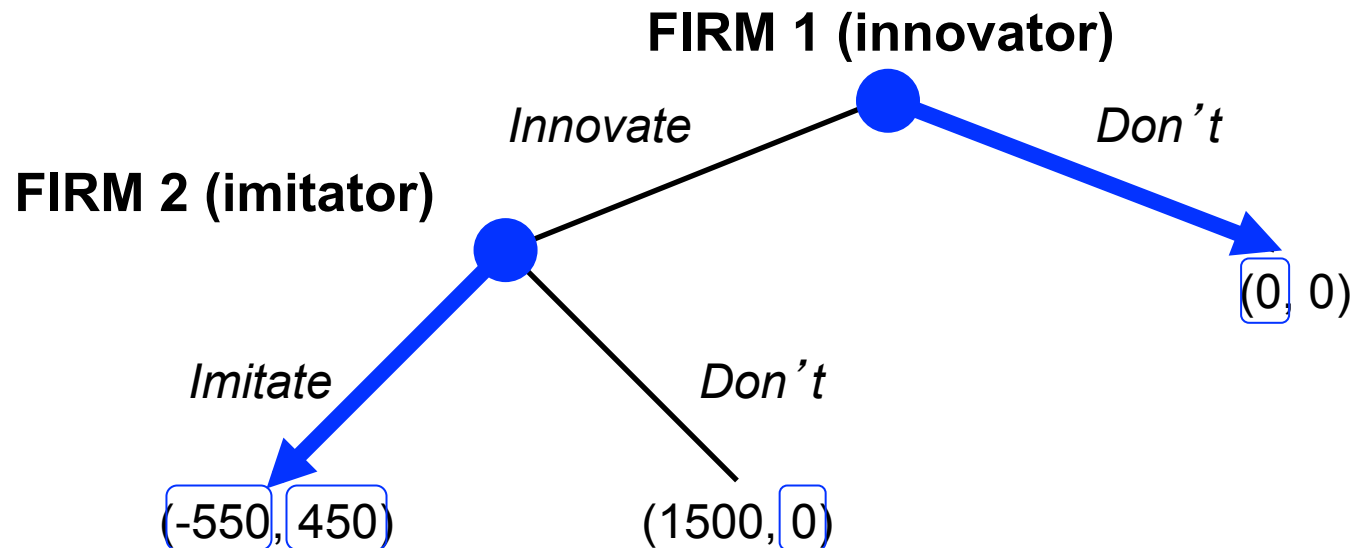 FIRM 1 (innovator)
Innovate
Don’t
FIRM 2 (imitator)
(0, 0)
Imitate
Don’t
(-550, 450)
(1500, 0)